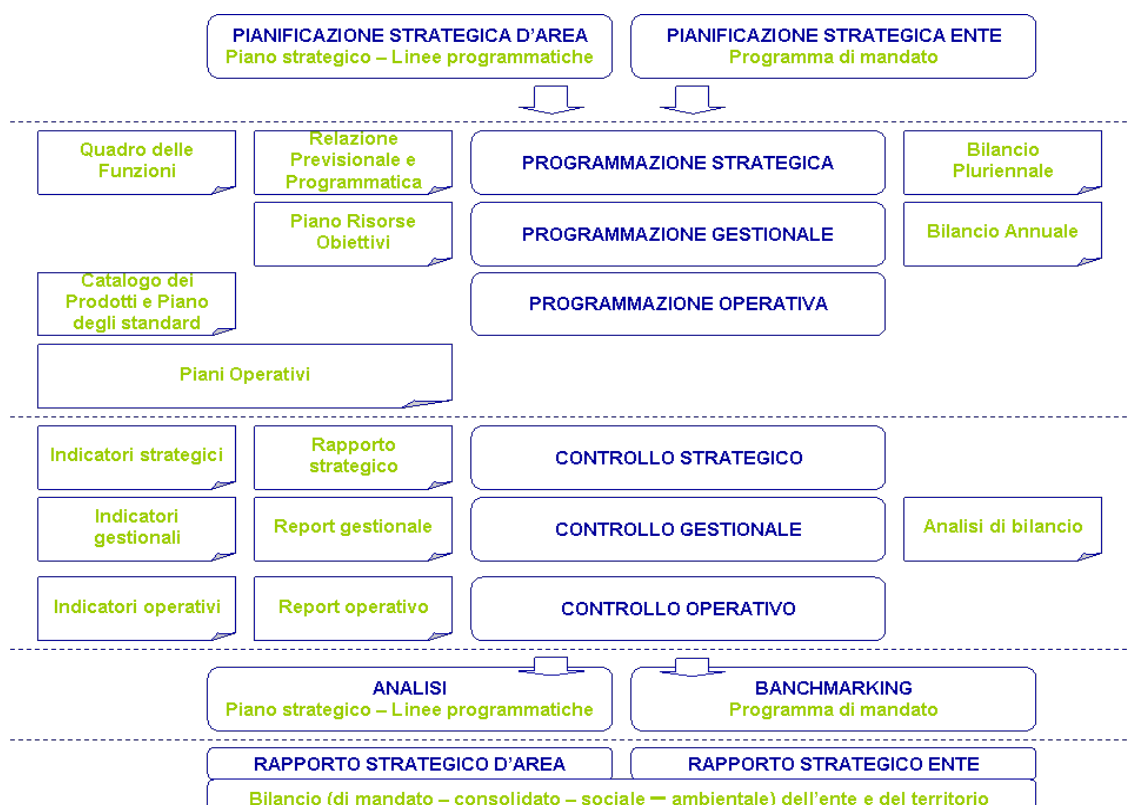 PIANIFICAZIONE STRATEGICA D'AREA
Piano strategico – Linee programmatiche
PIANIFICAZIONE STRATEGICA ENTE
Programma di mandato
Quadro delle
Funzioni
Relazione
Previsionale e
Programmatica
PROGRAMMAZIONE STRATEGICA
Bilancio
Pluriennale
Piano Risorse
Obiettivi
PROGRAMMAZIONE GESTIONALE
Bilancio Annuale
Catalogo dei
Prodotti e Piano
degli standard
PROGRAMMAZIONE OPERATIVA
Piani Operativi
Indicatori strategici
Rapporto
strategico
CONTROLLO STRATEGICO
Indicatori
gestionali
Report gestionale
CONTROLLO GESTIONALE
Analisi di bilancio
Indicatori operativi
Report operativo
CONTROLLO OPERATIVO
ANALISI
Piano strategico – Linee programmatiche
BANCHMARKING
Programma di mandato
RAPPORTO STRATEGICO D'AREA
RAPPORTO STRATEGICO ENTE
Bilancio (di mandato – consolidato – sociale – ambientale) dell'ente e del territorio